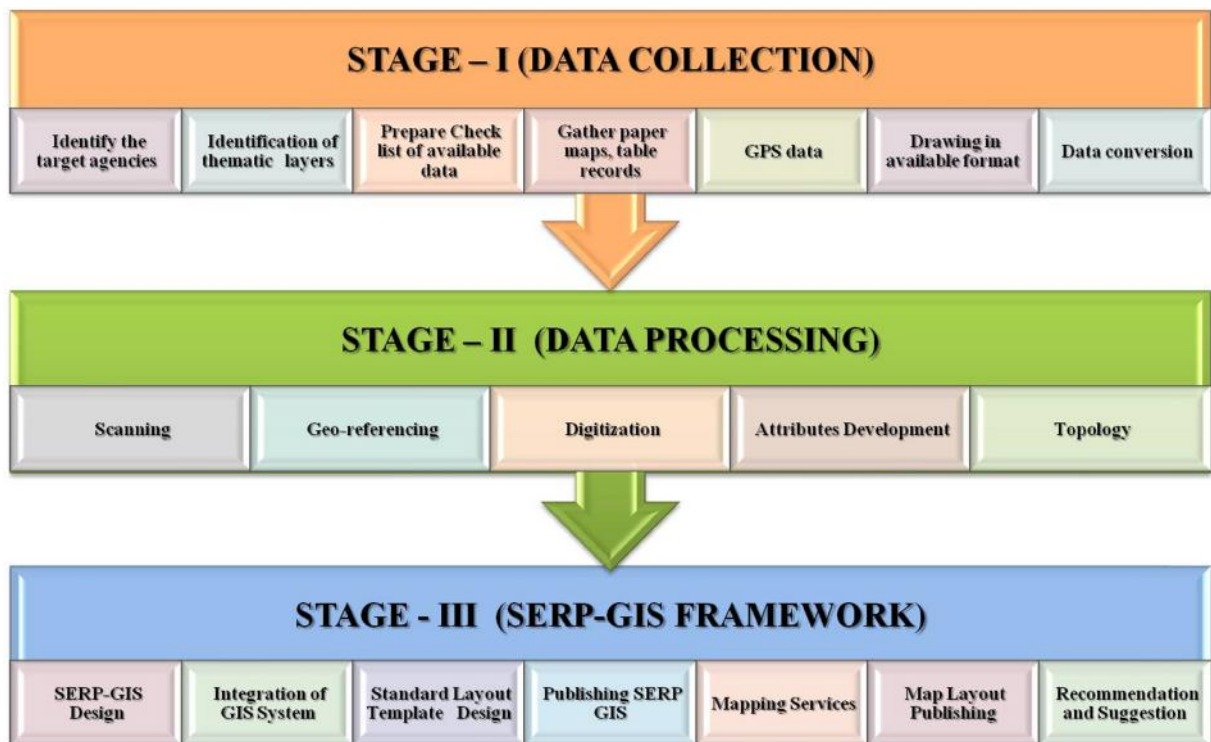 STAGE – I (DATA COLLECTION)
Identify the
target agencies
Identification of
thematic layers
Prepare Check
list of available
data
Gather paper
maps, table
records
GPS data
Drawing in
available format
Data conversion
STAGE – II (DATA PROCESSING)
Scanning
Geo-referencing
Digitization
Attributes Development
Topology
STAGE - III (SERP-GIS FRAMEWORK)
SERP-GIS
Design
Integration of
GIS System
Standard Layout
Template Design
Publishing SERP
GIS
Mapping Services
Map Layout
Publishing
Recommendation
and Suggestion